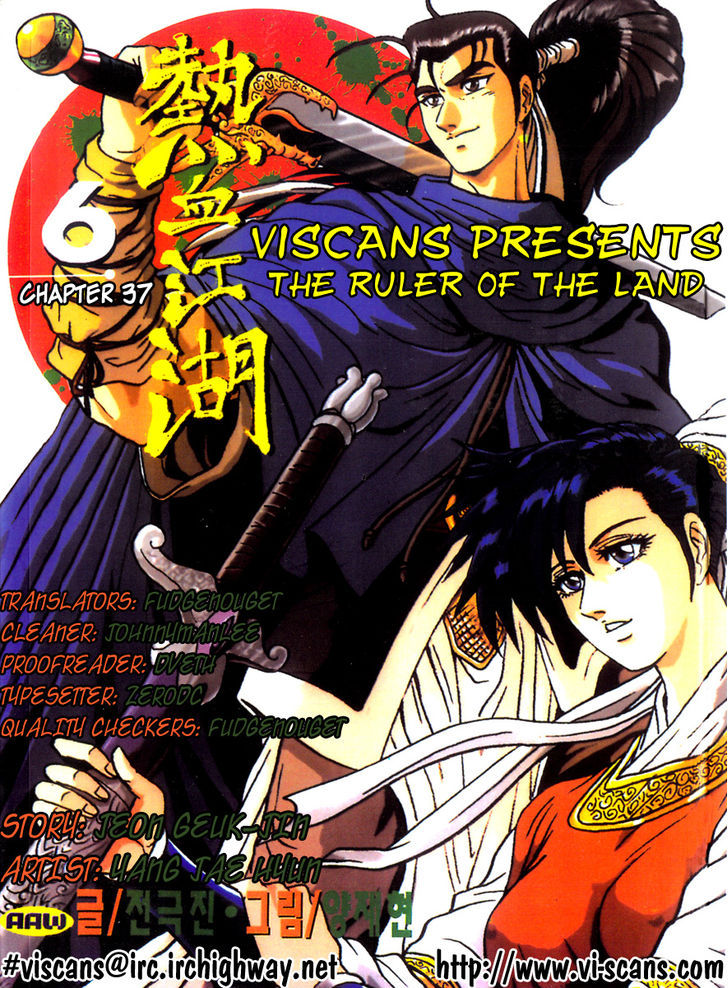 熱血江湖
6
CHAPTER 37
VISCANS PRESENTS
THE RULER OF THE LAND
TRANSLATORS: FUDGENOUGET
CLEANER: JOHNNYMANLEE
PROOFREADER: DYETH
TYPESETTER: ZERODC
QUALITY CHECKERS: FUDGENOUGET
STORY: JEON GEUK-JIN
ARTIST: YANG JAE HYUN
AAW
글/전극진·그림/양재현
#viscans@irc.irchighway.net
http://www.vi-scans.com